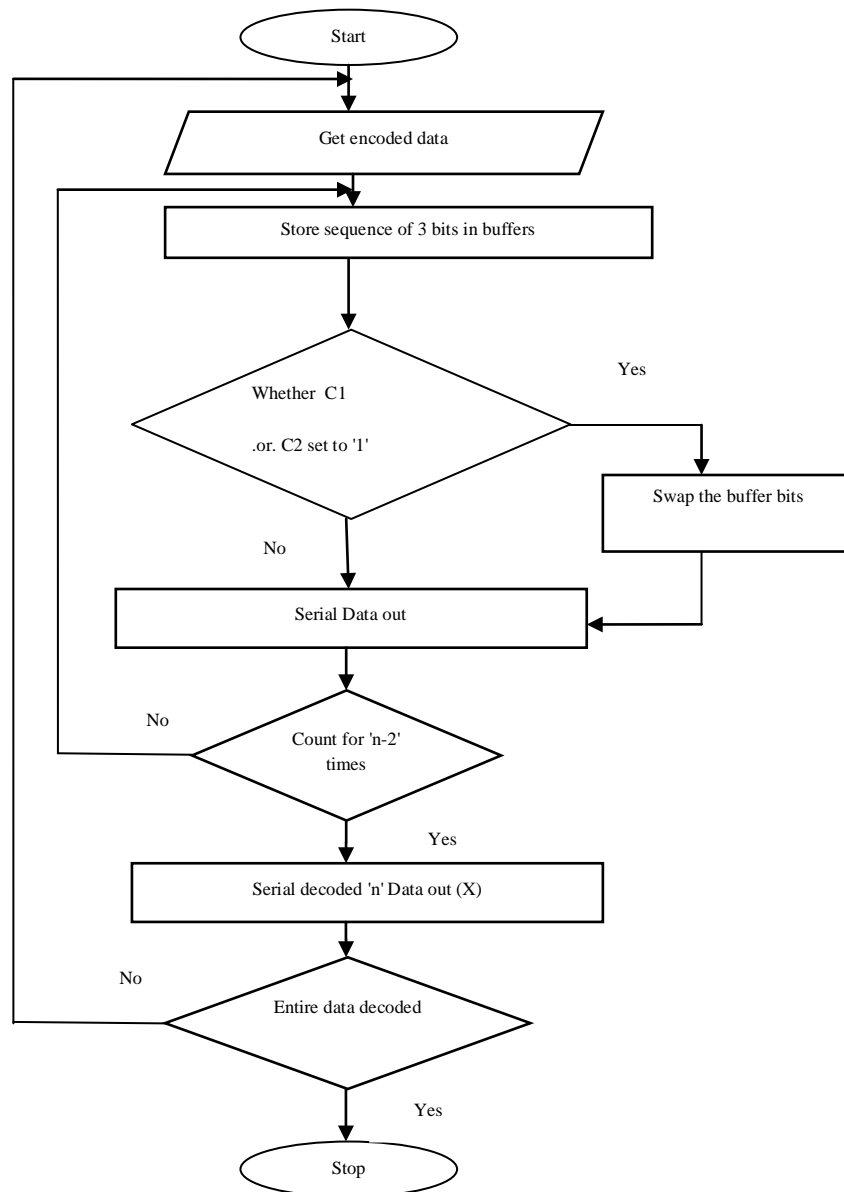 Start
Get encoded data
Store sequence of 3 bits in buffers
Yes
Whether C1
.or. C2 set to '1'
Swap the buffer bits
No
Serial Data out
No
Count for 'n-2'
times
Yes
Serial decoded 'n' Data out (X)
No
Entire data decoded
Yes
Stop